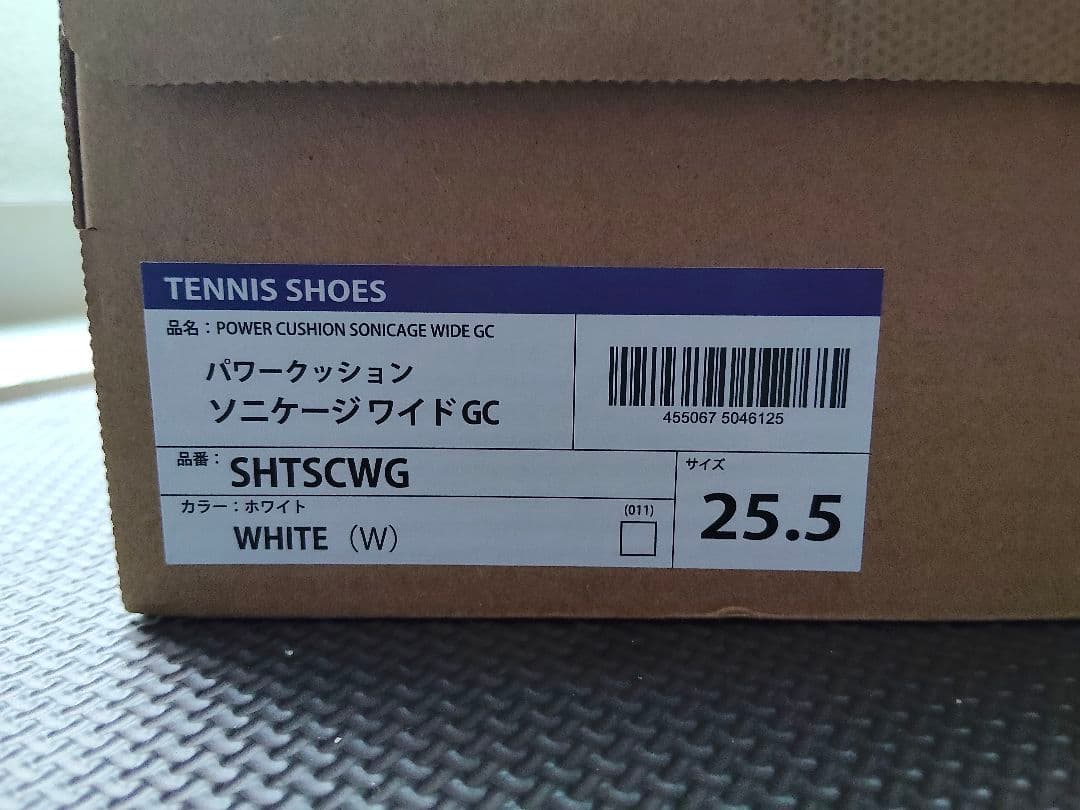 TENNIS SHOES
品名：POWER CUSHION SONICAGE WIDE GC
パワークッション
ソニケージ ワイド GC
455067 5046125
品番：SHTSCWG
カラー：ホワイト
WHITE （W）
(011)
サイズ
25.5